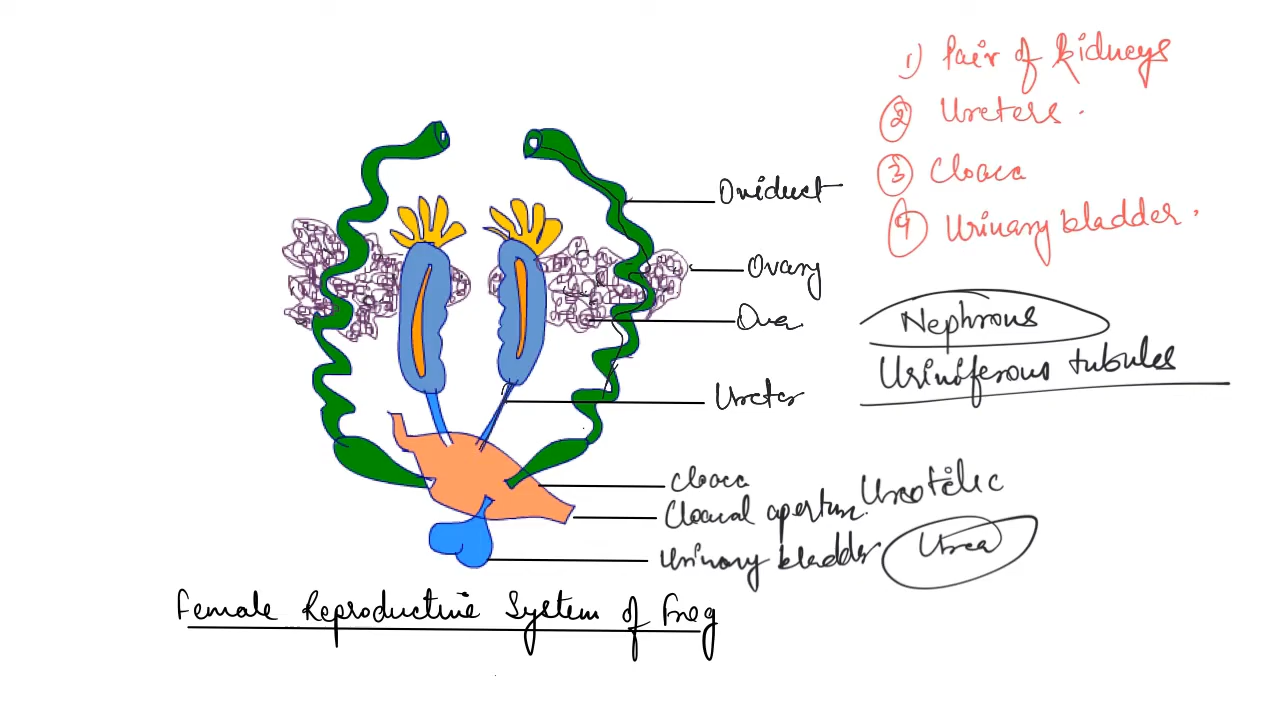 1) Pair of kidneys
2 Ureters.
3 Cloaca
4 Urinary bladder.
Oviduct
Ovary
Ova
Nephrous
Uriniferous tubules
Ureter
Cloaca
Cloacal aperture.
Ureotelic
Urinary bladder
Urea
Female Reproductive System of Frog